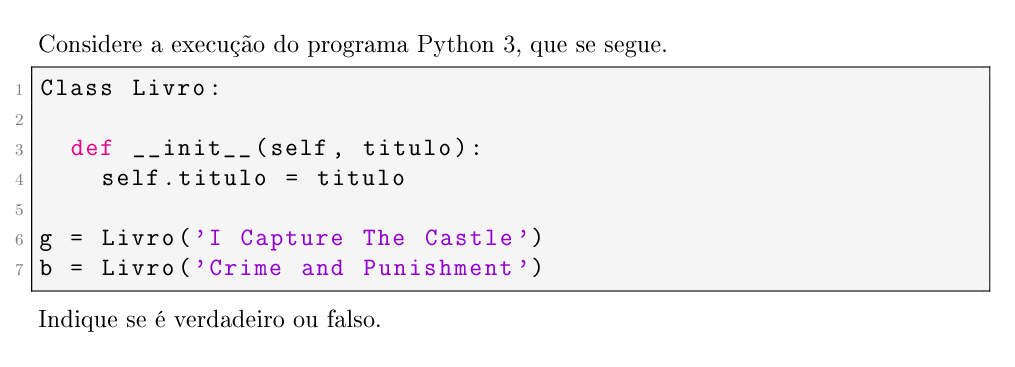 Considere a execução do programa Python 3, que se segue.
1 Class Livro:
2
3   def __init__(self, titulo):
4     self.titulo = titulo
5
6 g = Livro('I Capture The Castle')
7 b = Livro('Crime and Punishment')
Indique se é verdadeiro ou falso.